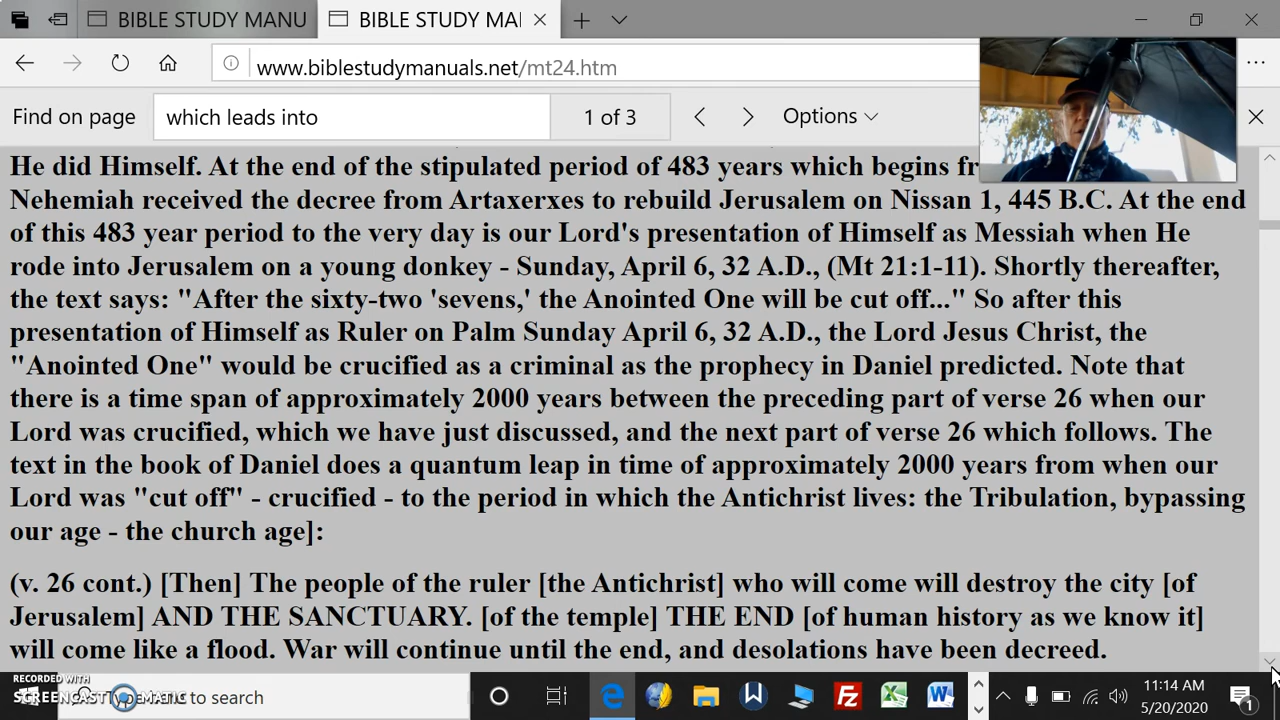 BIBLE STUDY MANU
BIBLE STUDY MAI
www.biblestudymanuals.net/mt24.htm
Find on page
which leads into
1 of 3
Options
He did Himself. At the end of the stipulated period of 483 years which begins fr
Nehemiah received the decree from Artaxerxes to rebuild Jerusalem on Nissan 1, 445 B.C. At the end
of this 483 year period to the very day is our Lord's presentation of Himself as Messiah when He
rode into Jerusalem on a young donkey - Sunday, April 6, 32 A.D., (Mt 21:1-11). Shortly thereafter,
the text says: "After the sixty-two 'sevens,' the Anointed One will be cut off..." So after this
presentation of Himself as Ruler on Palm Sunday April 6, 32 A.D., the Lord Jesus Christ, the
"Anointed One" would be crucified as a criminal as the prophecy in Daniel predicted. Note that
there is a time span of approximately 2000 years between the preceding part of verse 26 when our
Lord was crucified, which we have just discussed, and the next part of verse 26 which follows. The
text in the book of Daniel does a quantum leap in time of approximately 2000 years from when our
Lord was "cut off" - crucified - to the period in which the Antichrist lives: the Tribulation, bypassing
our age - the church age]:
(v. 26 cont.) [Then] The people of the ruler [the Antichrist] who will come will destroy the city [of
Jerusalem] AND THE SANCTUARY. [of the temple] THE END [of human history as we know it]
will come like a flood. War will continue until the end, and desolations have been decreed.
RECORDED WITH
SCREENCAST MATIC
Type here to search
11:14 AM
5/20/2020
1